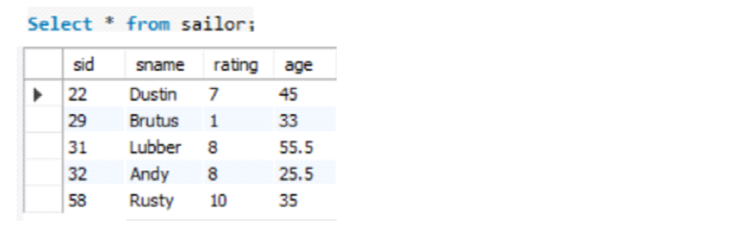 Select * from sailor;
sid sname rating age
22 Dustin 7 45
29 Brutus 1 33
31 Lubber 8 55.5
32 Andy 8 25.5
58 Rusty 10 35